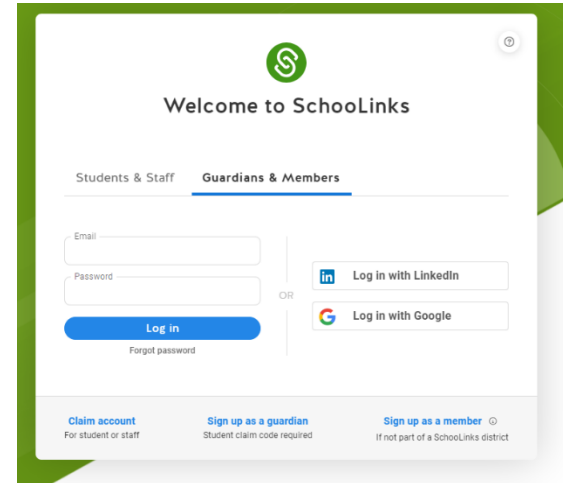 Welcome to SchooLinks
Students & Staff
Guardians & Members
Email
Password
Log in
Forgot password
OR
Log in with LinkedIn
Log in with Google
Claim account
For student or staff
Sign up as a guardian
Student claim code required
Sign up as a member
If not part of a SchooLinks district